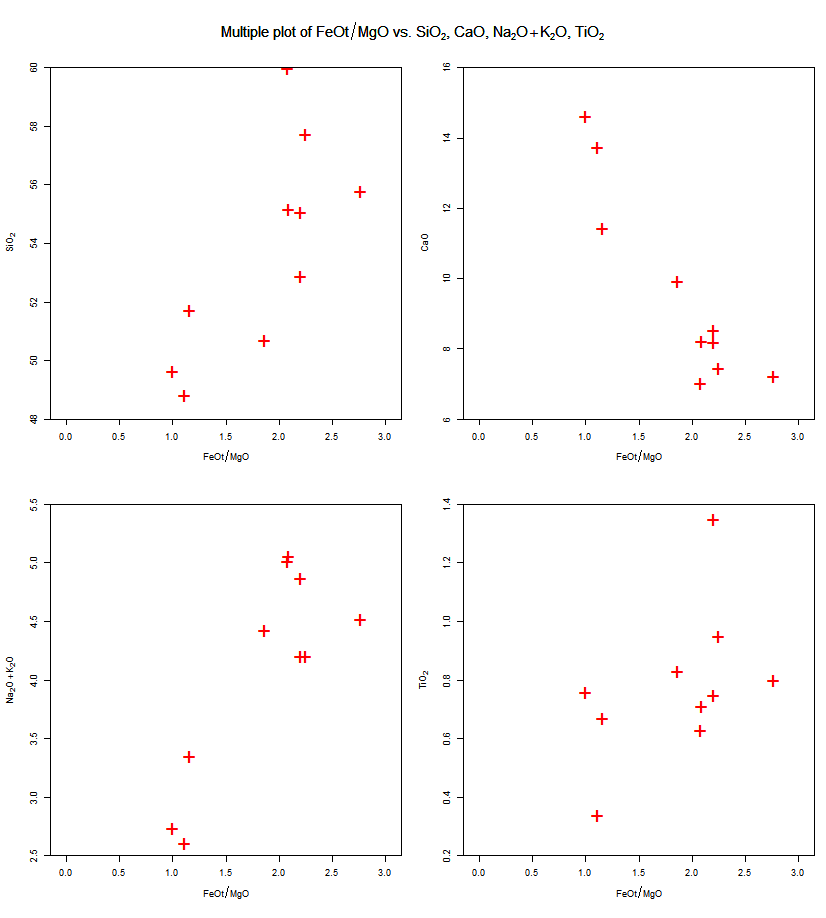 Multiple plot of FeOt/MgO vs. SiO₂, CaO, Na₂O+K₂O, TiO₂
60
58
56
54
52
50
48
SiO₂
0.0 0.5 1.0 1.5 2.0 2.5 3.0
FeOt/MgO
16
14
12
10
8
6
CaO
0.0 0.5 1.0 1.5 2.0 2.5 3.0
FeOt/MgO
5.5
5.0
4.5
4.0
3.5
3.0
2.5
Na₂O+K₂O
0.0 0.5 1.0 1.5 2.0 2.5 3.0
FeOt/MgO
1.4
1.2
1.0
0.8
0.6
0.4
0.2
TiO₂
0.0 0.5 1.0 1.5 2.0 2.5 3.0
FeOt/MgO